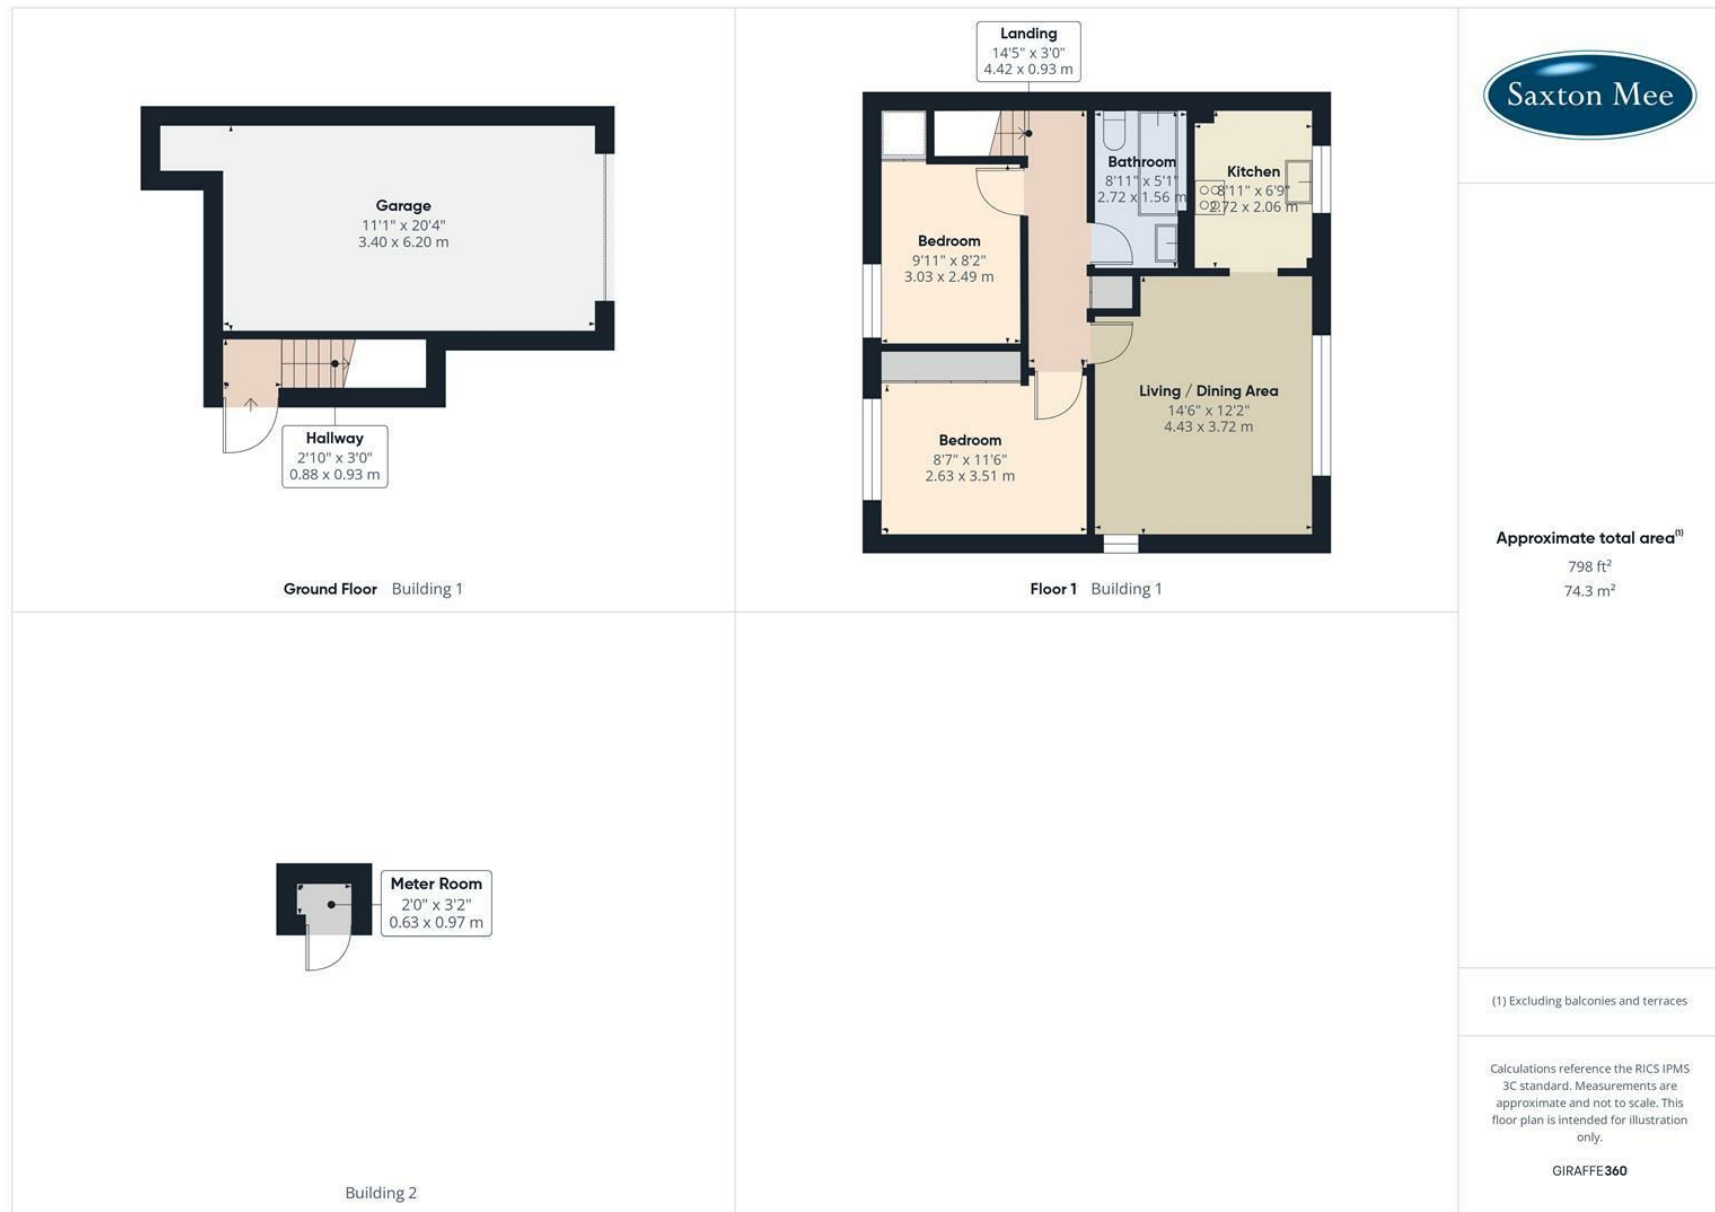 Garage
11'1" x 20'4"
3.40 x 6.20 m
Hallway
2'10" x 3'0"
0.88 x 0.93 m
Ground Floor Building 1
Landing
14'5" x 3'0"
4.42 x 0.93 m
Bathroom
8'11" x 5'1"
2.72 x 1.56 m
Kitchen
8'11" x 6'9"
2.72 x 2.06 m
Bedroom
9'11" x 8'2"
3.03 x 2.49 m
Living / Dining Area
14'6" x 12'2"
4.43 x 3.72 m
Bedroom
8'7" x 11'6"
2.63 x 3.51 m
Floor 1 Building 1
Meter Room
2'0" x 3'2"
0.63 x 0.97 m
Building 2
Saxton Mee
Approximate total area(1)
798 ft²
74.3 m²
(1) Excluding balconies and terraces
Calculations reference the RICS IPMS
3C standard. Measurements are
approximate and not to scale. This
floor plan is intended for illustration
only.
GIRAFFE360